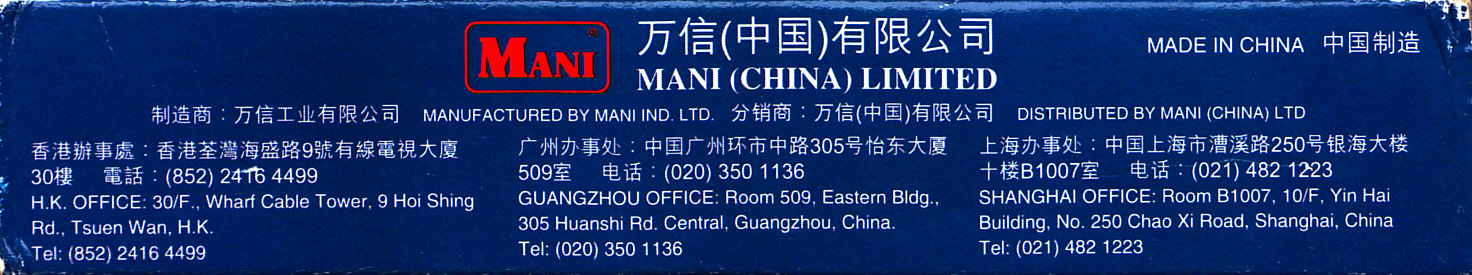 MANI®
万信(中国)有限公司
MANI (CHINA) LIMITED
MADE IN CHINA 中国制造
制造商：万信工业有限公司 MANUFACTURED BY MANI IND. LTD. 分销商：万信(中国)有限公司 DISTRIBUTED BY MANI (CHINA) LTD
香港辦事處：香港荃灣海盛路9號有線電視大廈
30樓 電話：(852) 2416 4499
H.K. OFFICE: 30/F., Wharf Cable Tower, 9 Hoi Shing
Rd., Tsuen Wan, H.K.
Tel: (852) 2416 4499
广州办事处：中国广州环市中路305号怡东大厦
509室 电话：(020) 350 1136
GUANGZHOU OFFICE: Room 509, Eastern Bldg.,
305 Huanshi Rd. Central, Guangzhou, China.
Tel: (020) 350 1136
上海办事处：中国上海市漕溪路250号银海大楼
十楼B1007室 电话：(021) 482 1223
SHANGHAI OFFICE: Room B1007, 10/F, Yin Hai
Building, No. 250 Chao Xi Road, Shanghai, China
Tel: (021) 482 1223